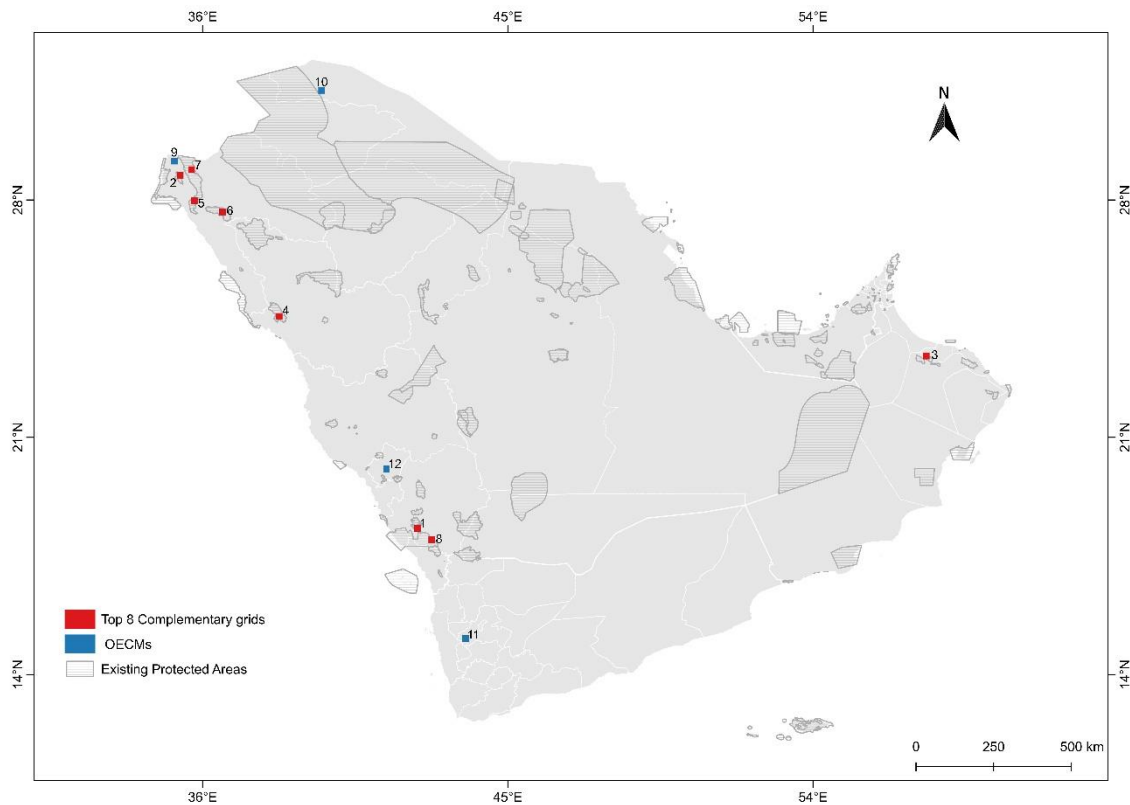 36°E 45°E 54°E
N
10
9
7
2
28°N 28°N
5
6
4
3
21°N 21°N
12
1
8
Top 8 Complementary grids
11
OECMs
Existing Protected Areas
14°N 14°N
0 250 500 km
36°E 45°E 54°E